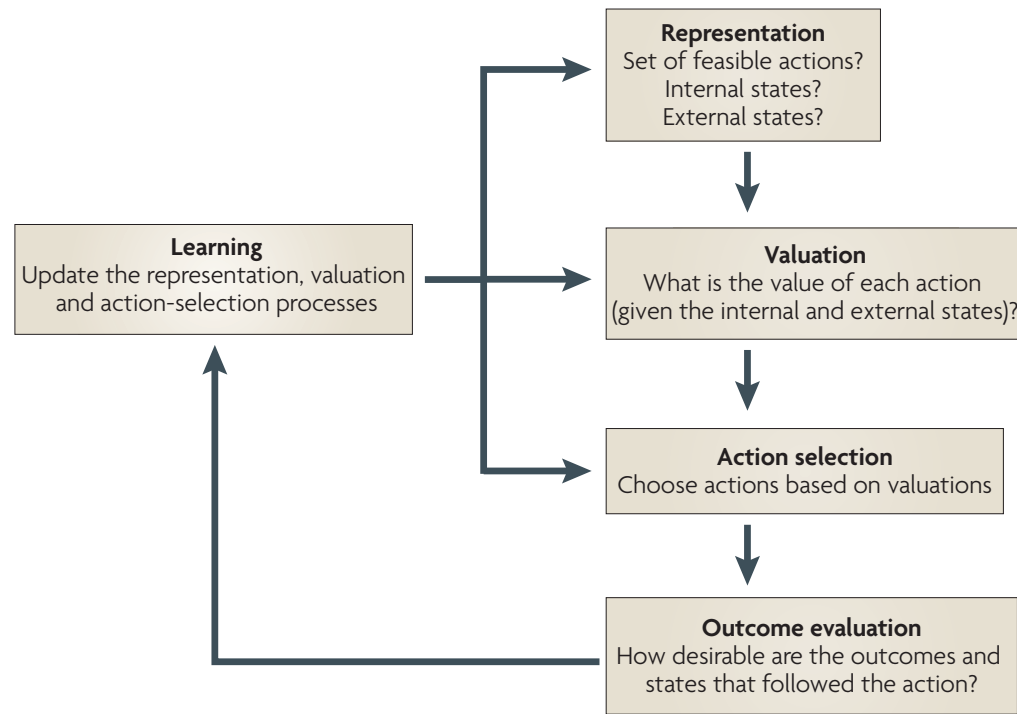 Representation
Set of feasible actions?
Internal states?
External states?
Learning
Update the representation, valuation
and action-selection processes
Valuation
What is the value of each action
(given the internal and external states)?
Action selection
Choose actions based on valuations
Outcome evaluation
How desirable are the outcomes and
states that followed the action?